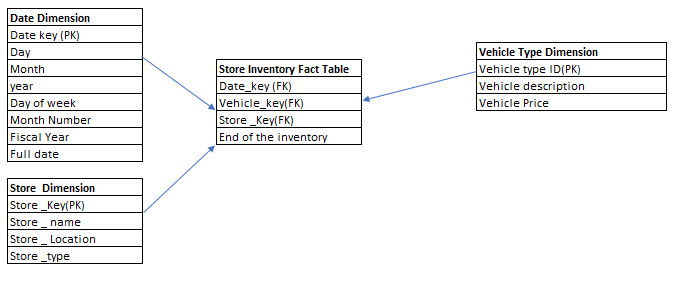 Date Dimension
Date key (PK)
Day
Month
year
Day of week
Month Number
Fiscal Year
Full date
Store Inventory Fact Table
Date_key (FK)
Vehicle_key(FK)
Store _Key(FK)
End of the inventory
Vehicle Type Dimension
Vehicle type ID(PK)
Vehicle description
Vehicle Price
Store Dimension
Store _Key(PK)
Store _ name
Store _ Location
Store _type